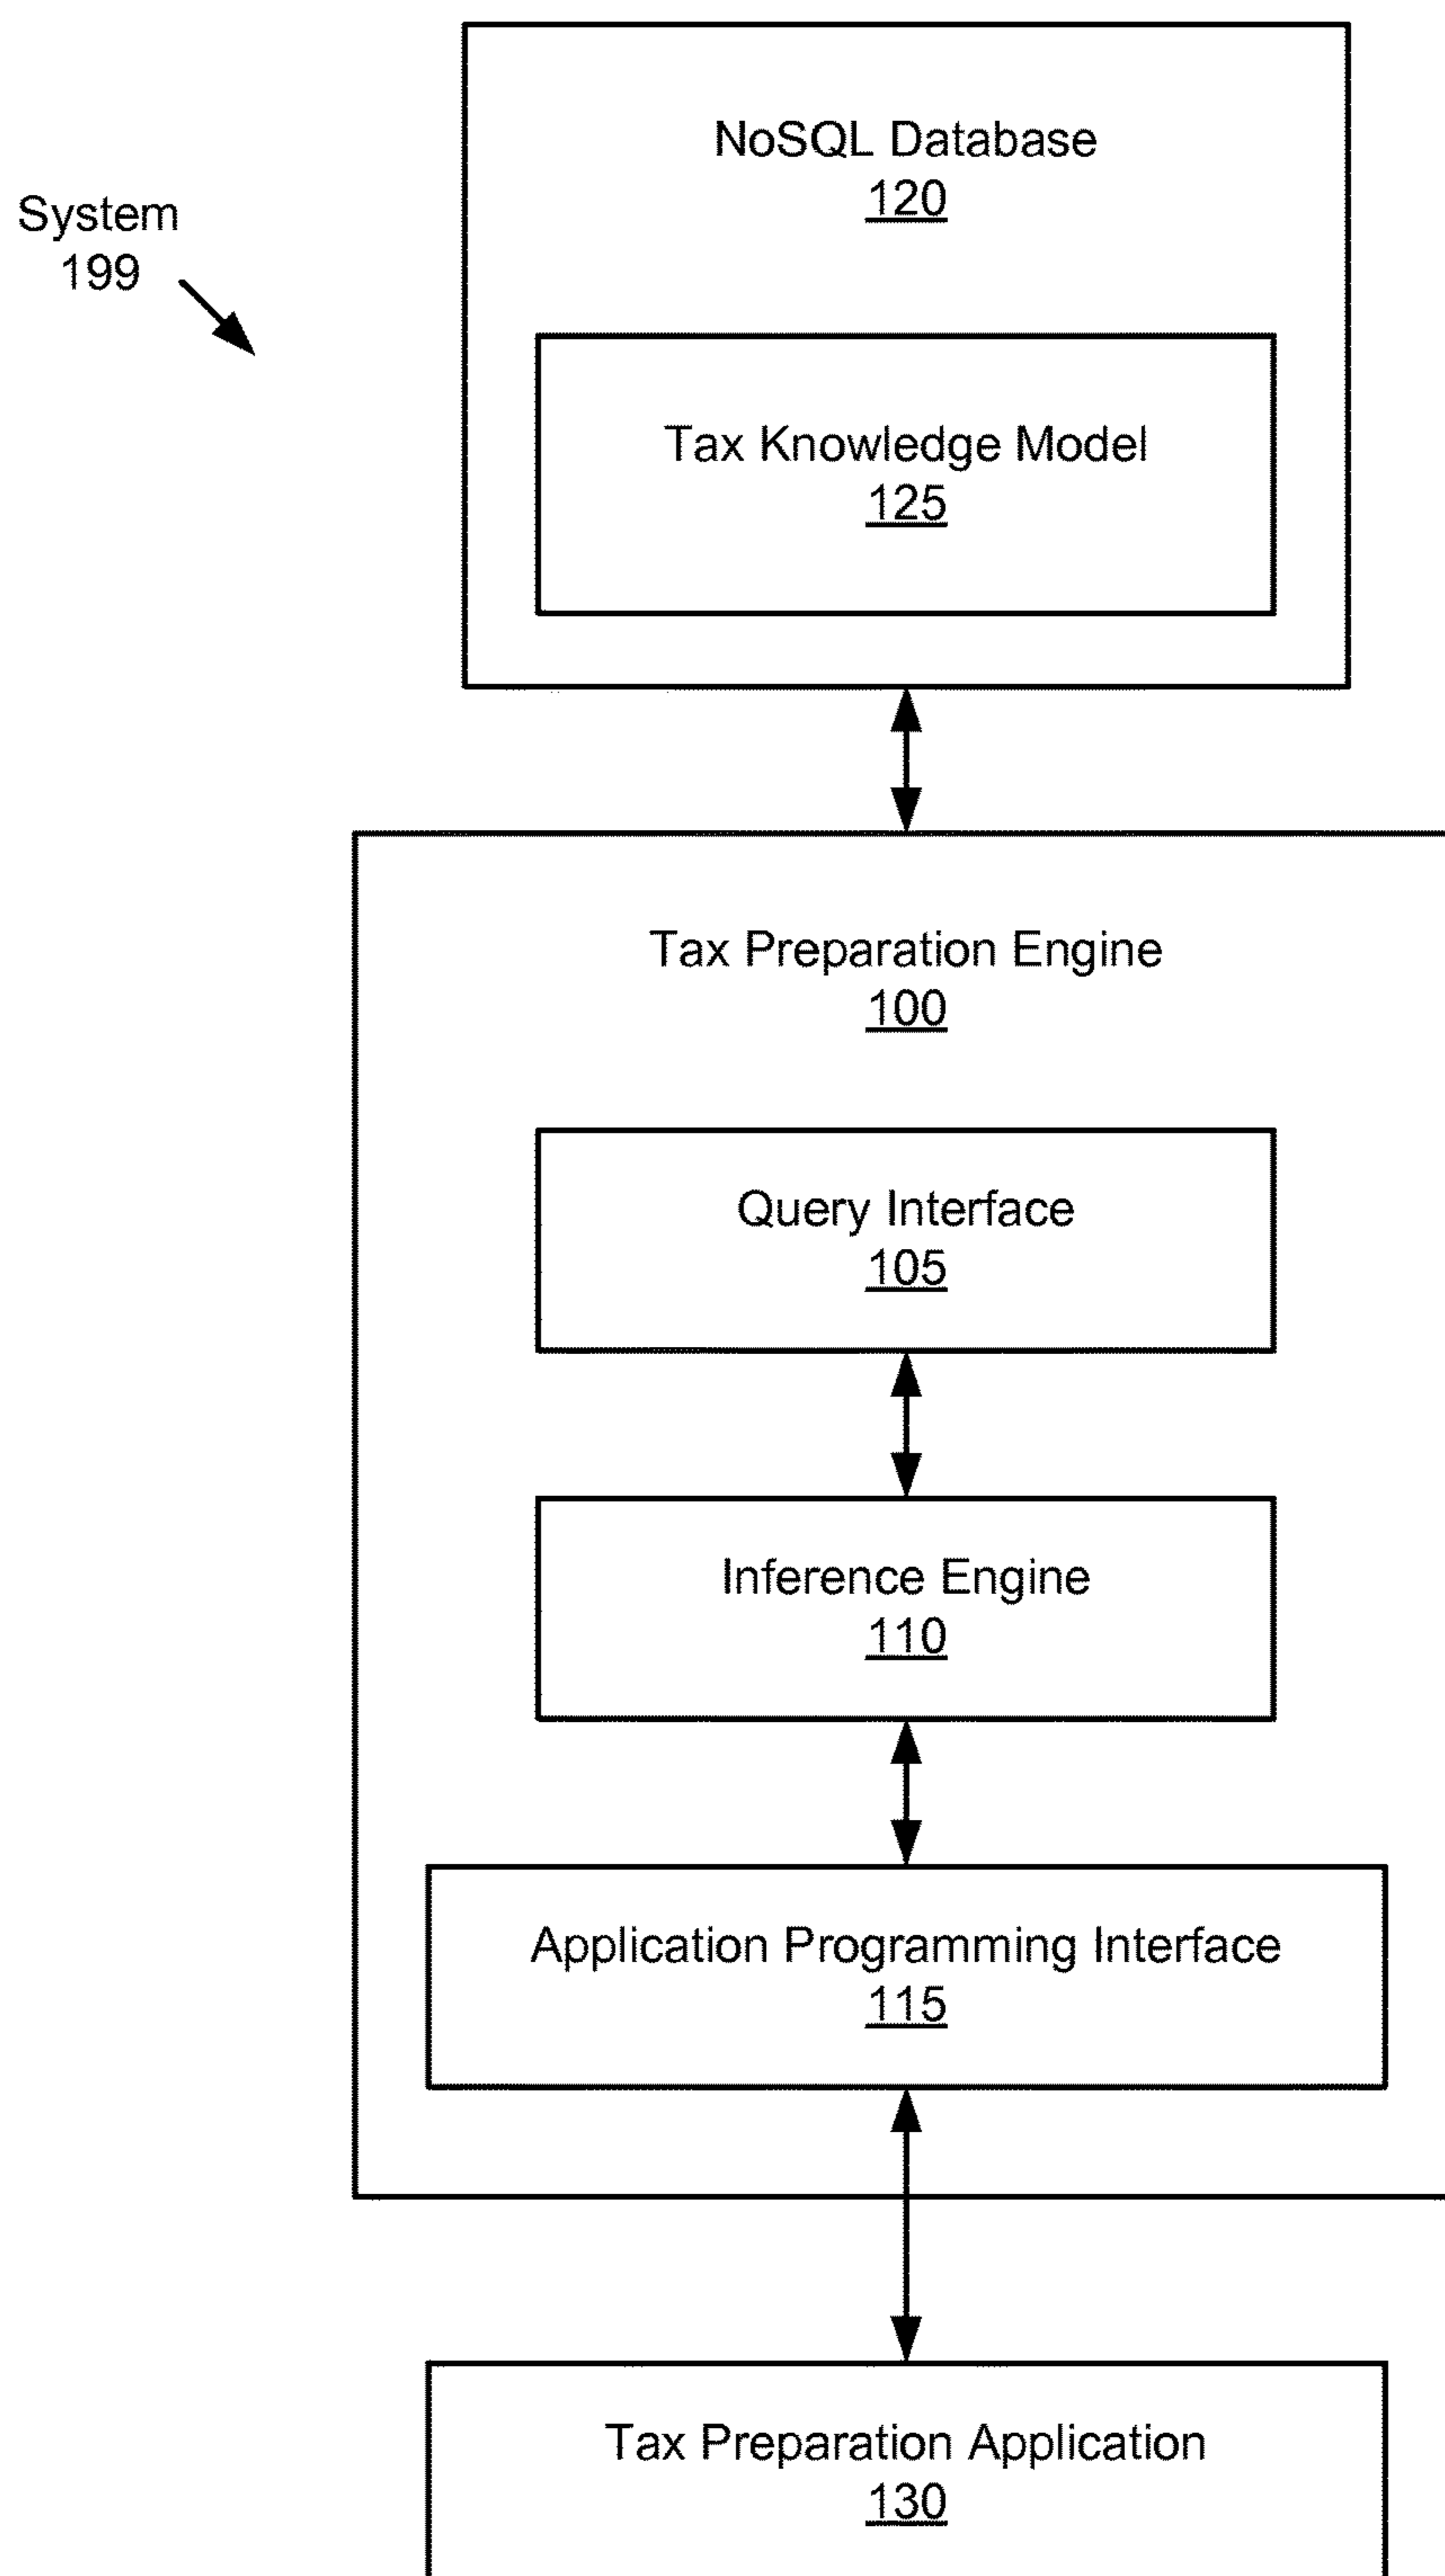 NoSQL Database
120
System
199
Tax Knowledge Model
125
Tax Preparation Engine
100
Query Interface
105
Inference Engine
110
Application Programming Interface
115
Tax Preparation Application
130